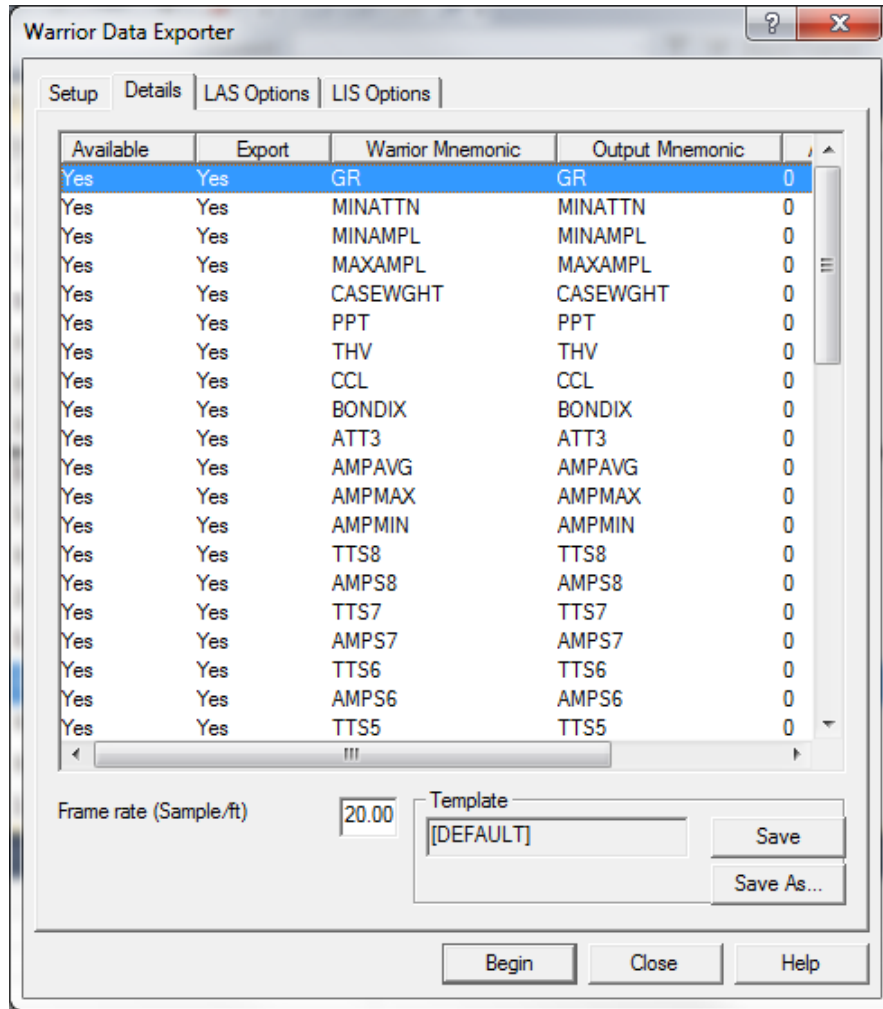 Warrior Data Exporter
Setup Details LAS Options LIS Options
Available Export Warrior Mnemonic Output Mnemonic
Yes Yes GR GR 0
Yes Yes MINATTN MINATTN 0
Yes Yes MINAMPL MINAMPL 0
Yes Yes MAXAMPL MAXAMPL 0
Yes Yes CASEWGHT CASEWGHT 0
Yes Yes PPT PPT 0
Yes Yes THV THV 0
Yes Yes CCL CCL 0
Yes Yes BONDIX BONDIX 0
Yes Yes ATT3 ATT3 0
Yes Yes AMPAVG AMPAVG 0
Yes Yes AMPMAX AMPMAX 0
Yes Yes AMPMIN AMPMIN 0
Yes Yes TTS8 TTS8 0
Yes Yes AMPS8 AMPS8 0
Yes Yes TTS7 TTS7 0
Yes Yes AMPS7 AMPS7 0
Yes Yes TTS6 TTS6 0
Yes Yes AMPS6 AMPS6 0
Yes Yes TTS5 TTS5 0
Frame rate (Sample/ft) 20.00
Template
[DEFAULT] Save
Save As...
Begin Close Help